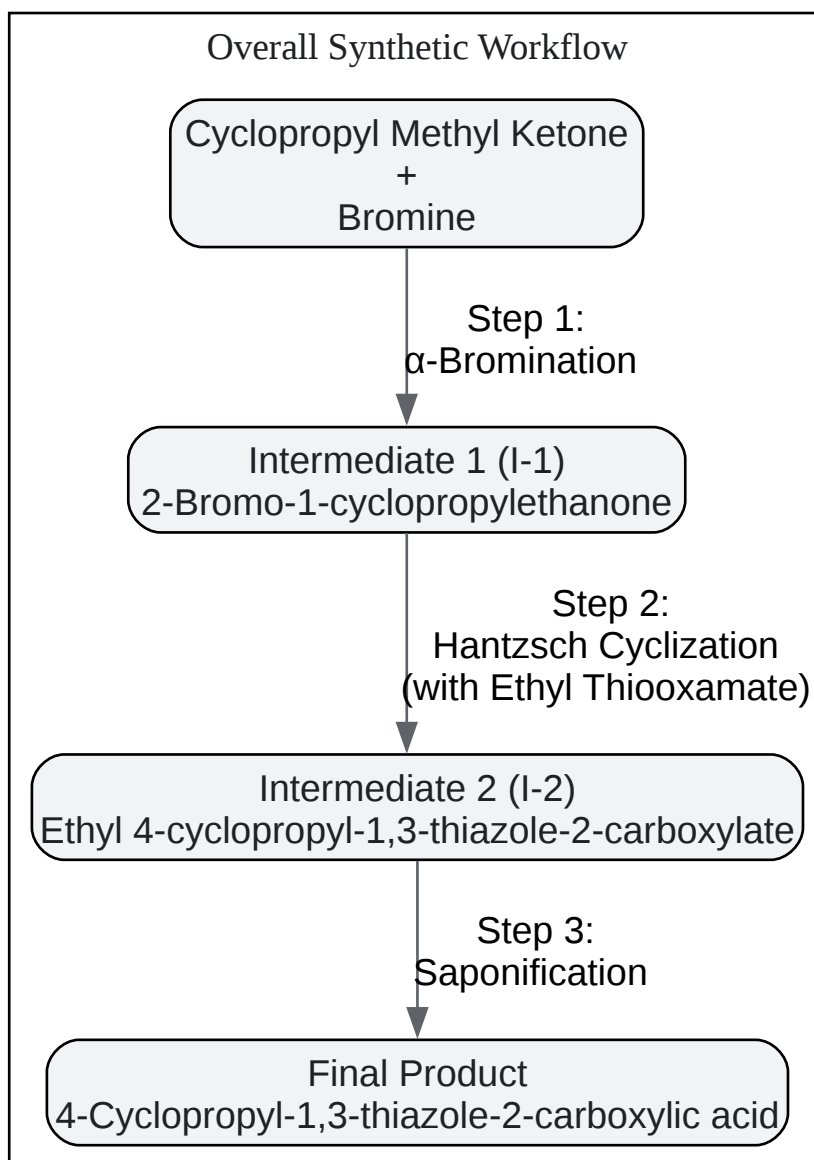 Overall Synthetic Workflow
Cyclopropyl Methyl Ketone
+
Bromine
Step 1:
α-Bromination
Intermediate 1 (I-1)
2-Bromo-1-cyclopropylethanone
Step 2:
Hantzsch Cyclization
(with Ethyl Thiooxamate)
Intermediate 2 (I-2)
Ethyl 4-cyclopropyl-1,3-thiazole-2-carboxylate
Step 3:
Saponification
Final Product
4-Cyclopropyl-1,3-thiazole-2-carboxylic acid